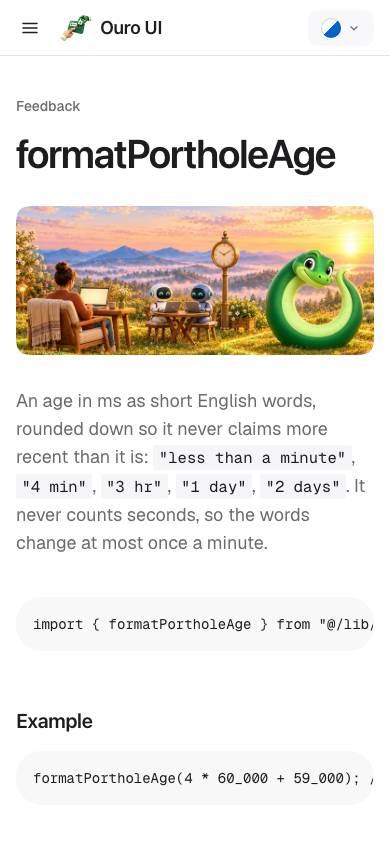 Ouro UI
Feedback
formatPortholeAge
An age in ms as short English words,
rounded down so it never claims more
recent than it is: "less than a minute",
"4 min", "3 hr", "1 day", "2 days". It
never counts seconds, so the words
change at most once a minute.
import { formatPortholeAge } from "@/lib/
Example
formatPortholeAge(4 * 60_000 + 59_000); /